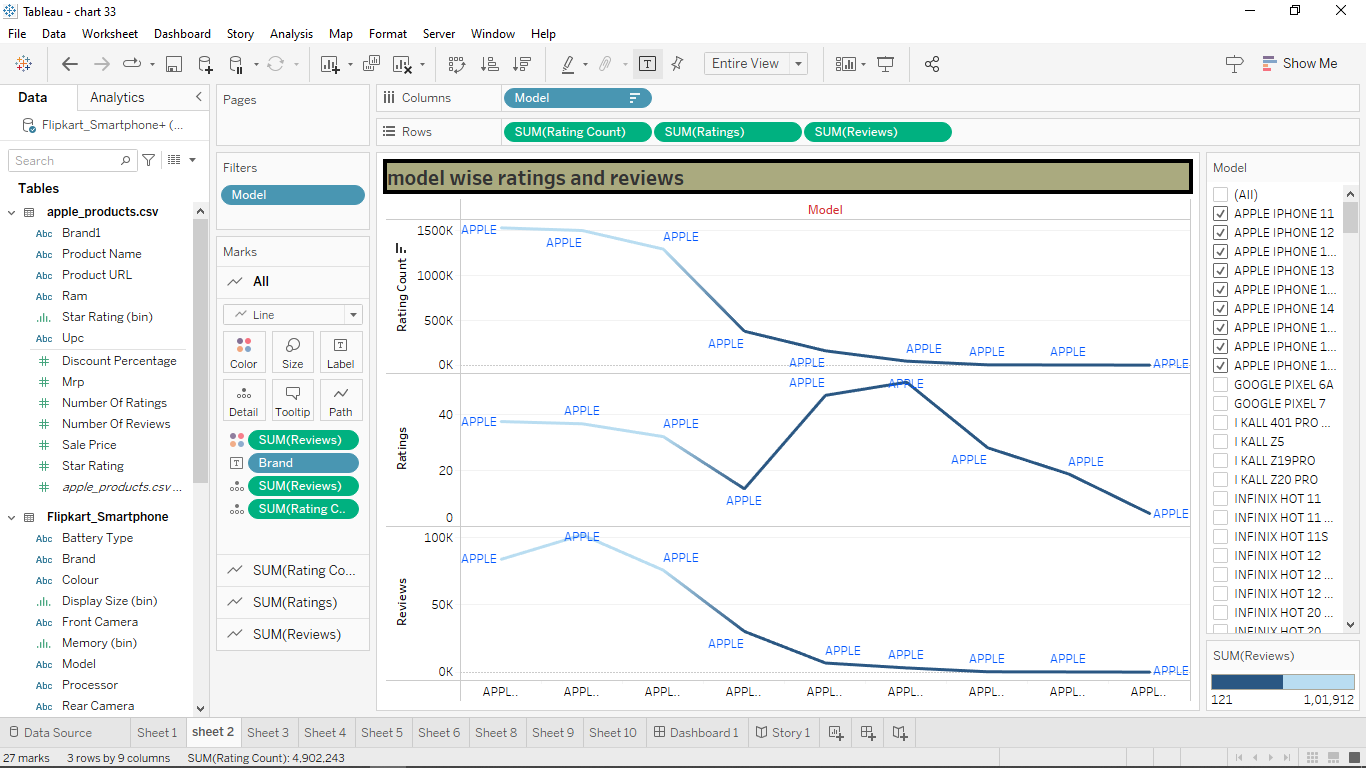 Tableau - chart 33
File Data Worksheet Dashboard Story Analysis Map Format Server Window Help
Entire View
Show Me
Data Analytics
Flipkart_Smartphone+ (...
Search
Tables
apple_products.csv
Abc Brand1
Abc Product Name
Abc Product URL
Abc Ram
Star Rating (bin)
Abc Upc
# Discount Percentage
# Mrp
# Number Of Ratings
# Number Of Reviews
# Sale Price
# Star Rating
# apple_products.csv ...
Flipkart_Smartphone
Abc Battery Type
Abc Brand
Abc Colour
Display Size (bin)
Abc Front Camera
Memory (bin)
Abc Model
Abc Processor
Abc Rear Camera
Pages
Filters
Model
Marks
All
Line
Color Size Label
Detail Tooltip Path
SUM(Reviews)
Brand
SUM(Reviews)
SUM(Rating C..
SUM(Rating Co...
SUM(Ratings)
SUM(Reviews)
Columns Model
Rows SUM(Rating Count) SUM(Ratings) SUM(Reviews)
model wise ratings and reviews
Model
Rating Count
1500K
1000K
500K
0K
APPLE APPLE APPLE APPLE APPLE APPLE APPLE APPLE APPLE
Ratings
40
20
0
APPLE APPLE APPLE APPLE APPLE APPLE APPLE APPLE APPLE
Reviews
100K
50K
0K
APPLE APPLE APPLE APPLE APPLE APPLE APPLE APPLE APPLE
APPL.. APPL.. APPL.. APPL.. APPL.. APPL.. APPL.. APPL.. APPL..
Model
(All)
APPLE IPHONE 11
APPLE IPHONE 12
APPLE IPHONE 1...
APPLE IPHONE 13
APPLE IPHONE 1...
APPLE IPHONE 14
APPLE IPHONE 1...
APPLE IPHONE 1...
APPLE IPHONE 1...
GOOGLE PIXEL 6A
GOOGLE PIXEL 7
I KALL 401 PRO ...
I KALL Z5
I KALL Z19PRO
I KALL Z20 PRO
INFINIX HOT 11
INFINIX HOT 11 ...
INFINIX HOT 11S
INFINIX HOT 12
INFINIX HOT 12 ...
INFINIX HOT 12 ...
INFINIX HOT 20 ...
INFINIX HOT 20
SUM(Reviews)
121 1,01,912
Data Source Sheet 1 sheet 2 Sheet 3 Sheet 4 Sheet 5 Sheet 6 Sheet 8 Sheet 9 Sheet 10 Dashboard 1 Story 1
27 marks 3 rows by 9 columns SUM(Rating Count): 4,902,243